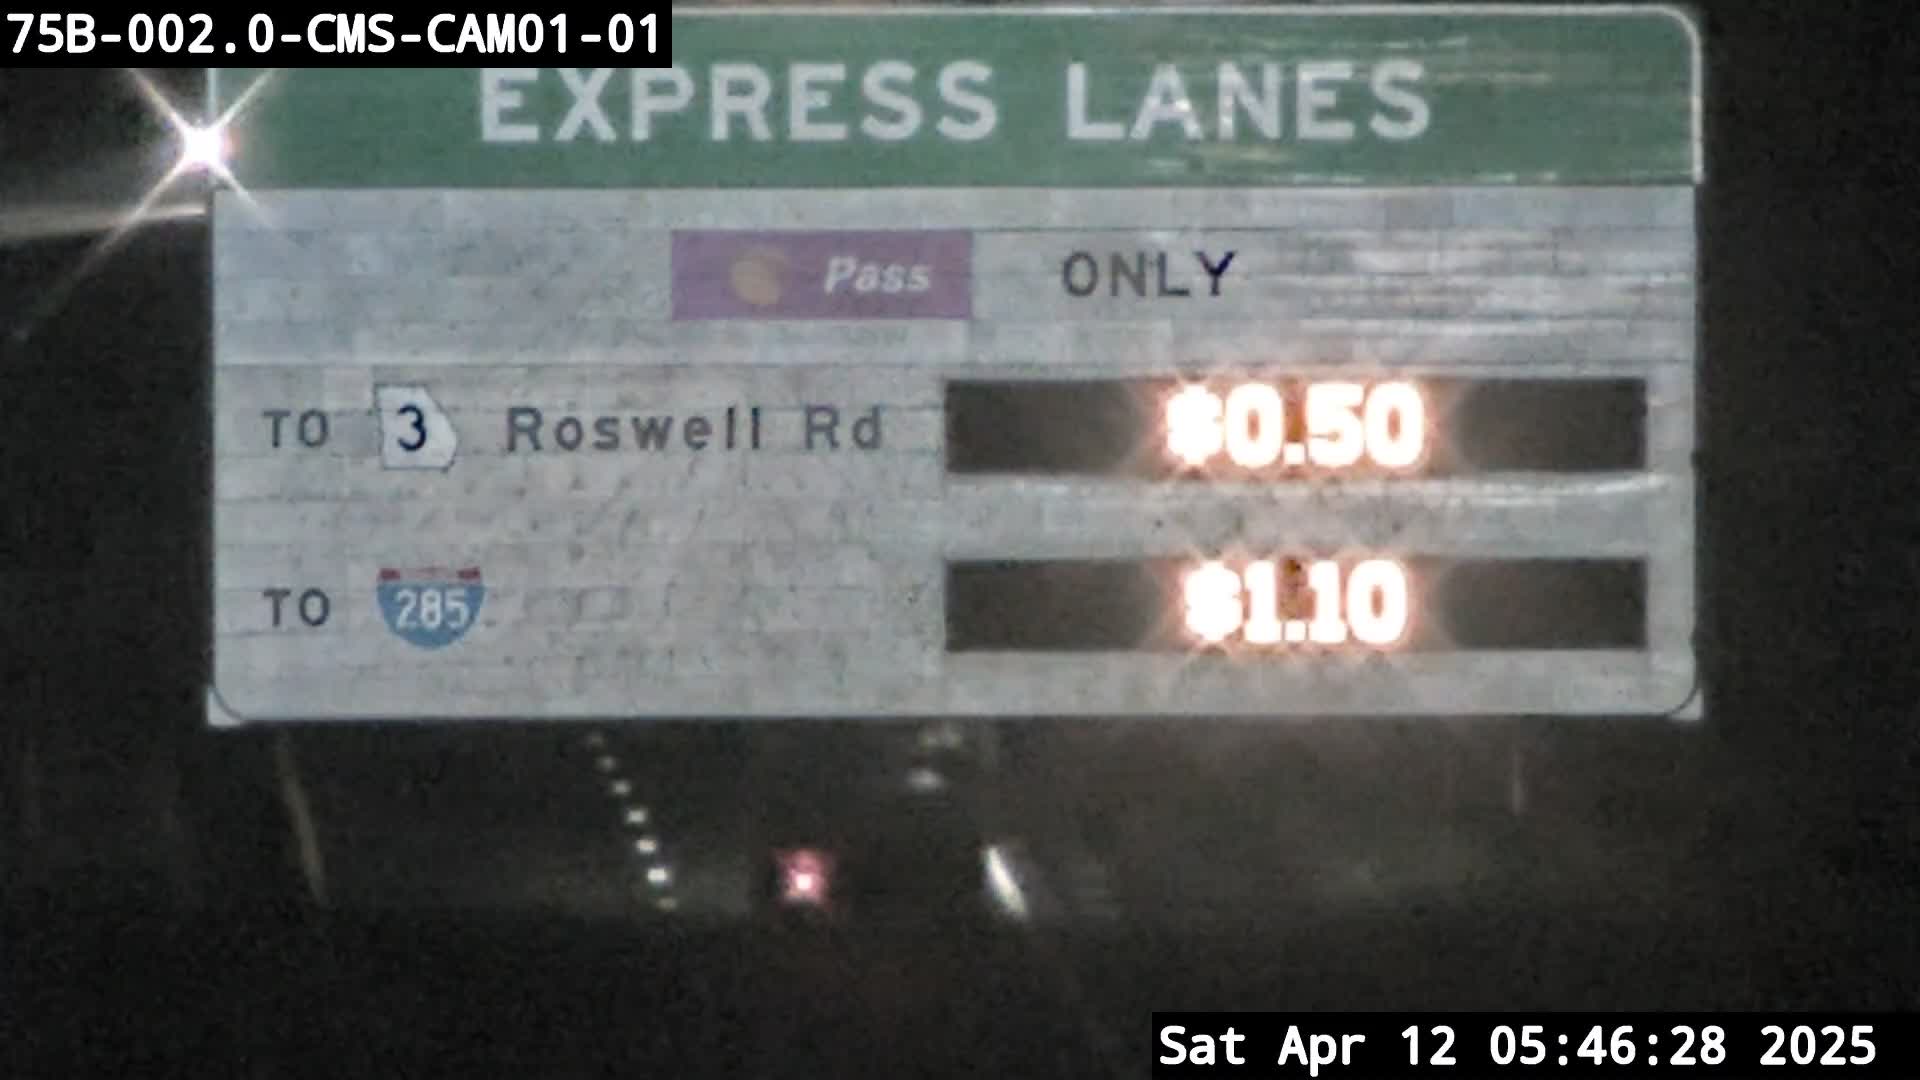 75B-002.0-CMS-CAM01-01
EXPRESS LANES
Pass ONLY
TO 3 Roswell Rd $0.50
TO 285 $1.10
Sat Apr 12 05:46:28 2025